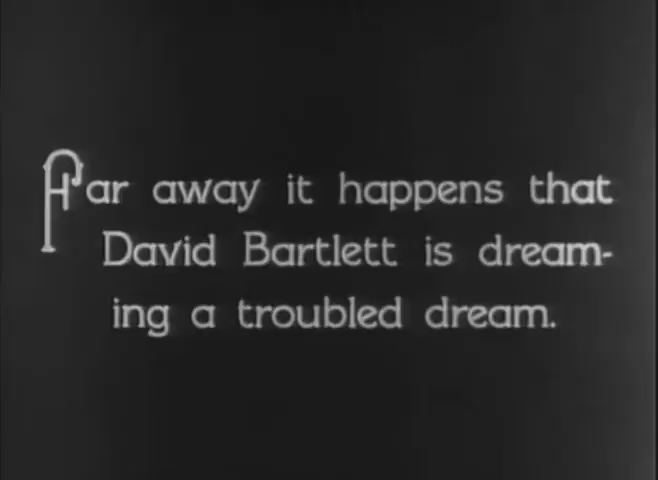 Far away it happens that
David Bartlett is dream-
ing a troubled dream.